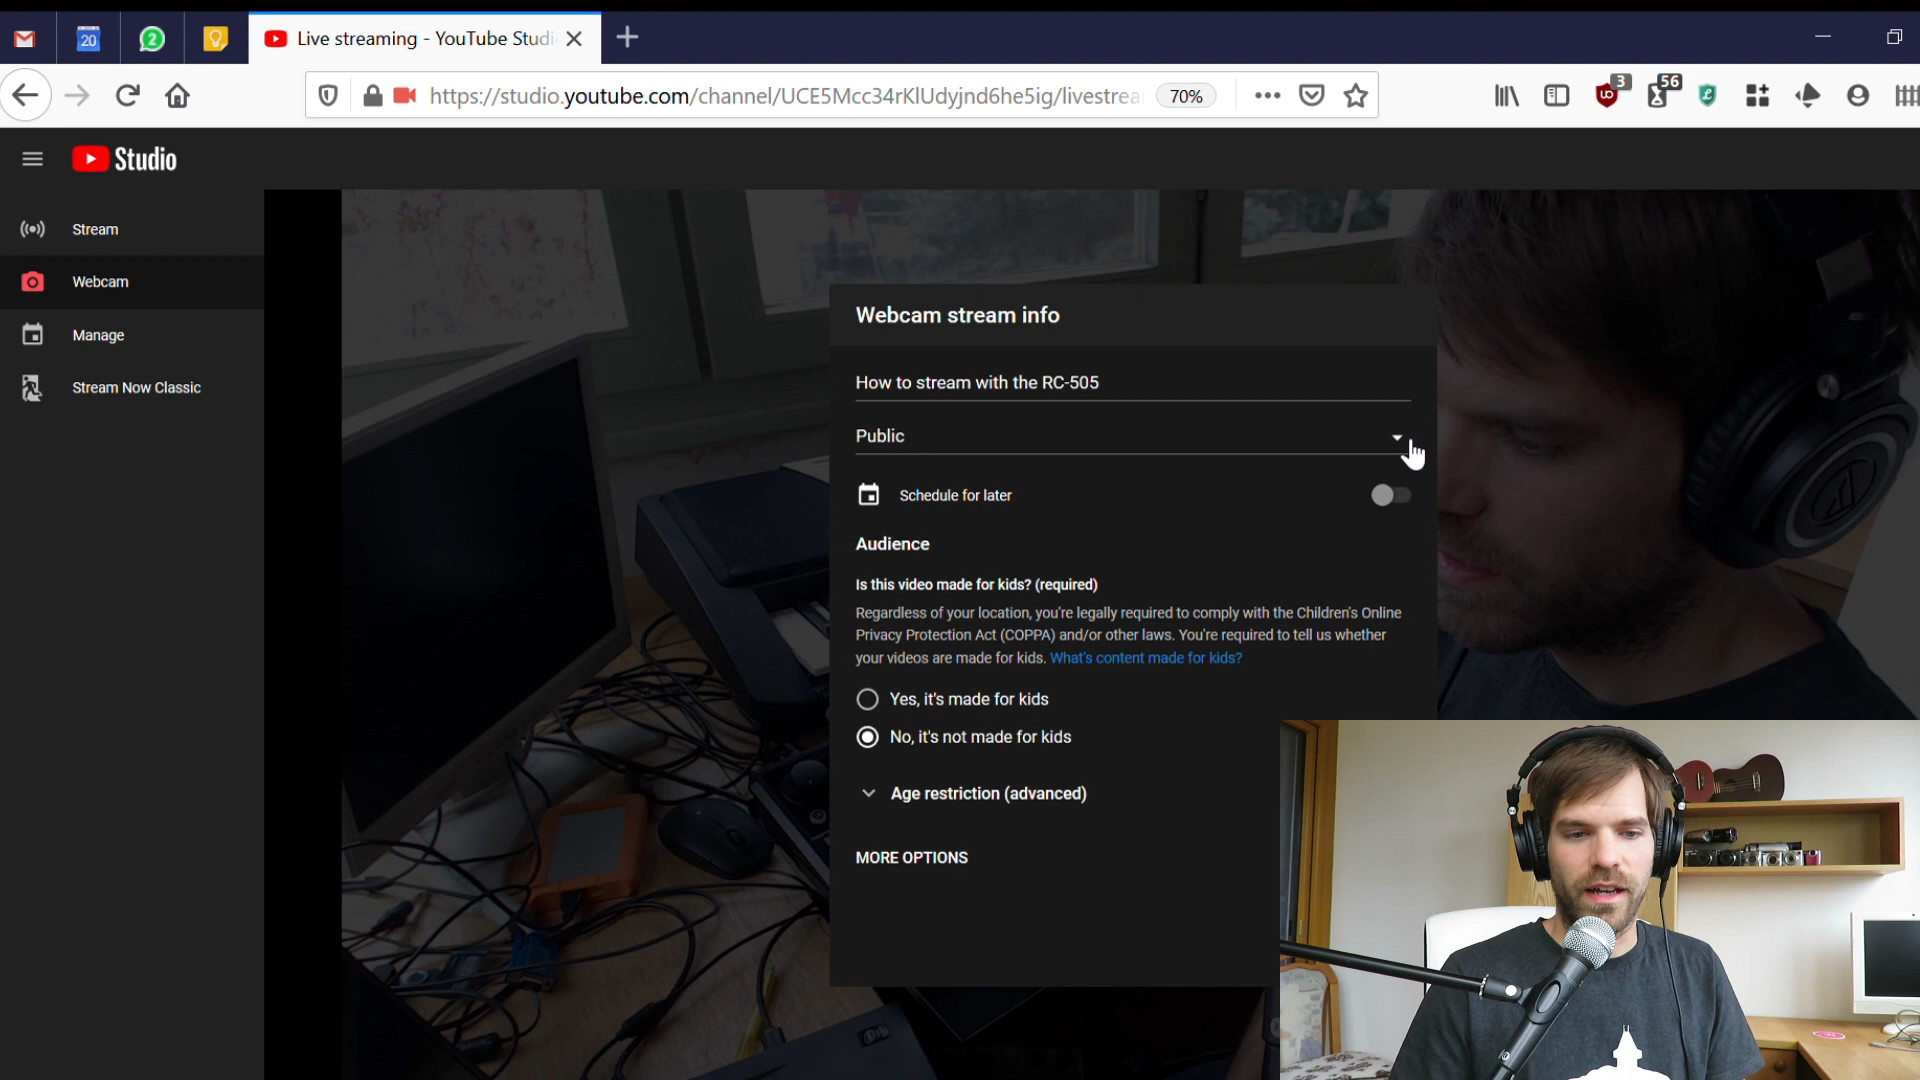 20
2
Live streaming - YouTube Studi
https://studio.youtube.com/channel/UCE5Mcc34rKlUdyjnd6he5ig/livestrea
70%
3
56
Studio
Stream
Webcam
Manage
Stream Now Classic
Webcam stream info
How to stream with the RC-505
Public
Schedule for later
Audience
Is this video made for kids? (required)
Regardless of your location, you're legally required to comply with the Children's Online
Privacy Protection Act (COPPA) and/or other laws. You're required to tell us whether
your videos are made for kids. What's content made for kids?
Yes, it's made for kids
No, it's not made for kids
Age restriction (advanced)
MORE OPTIONS